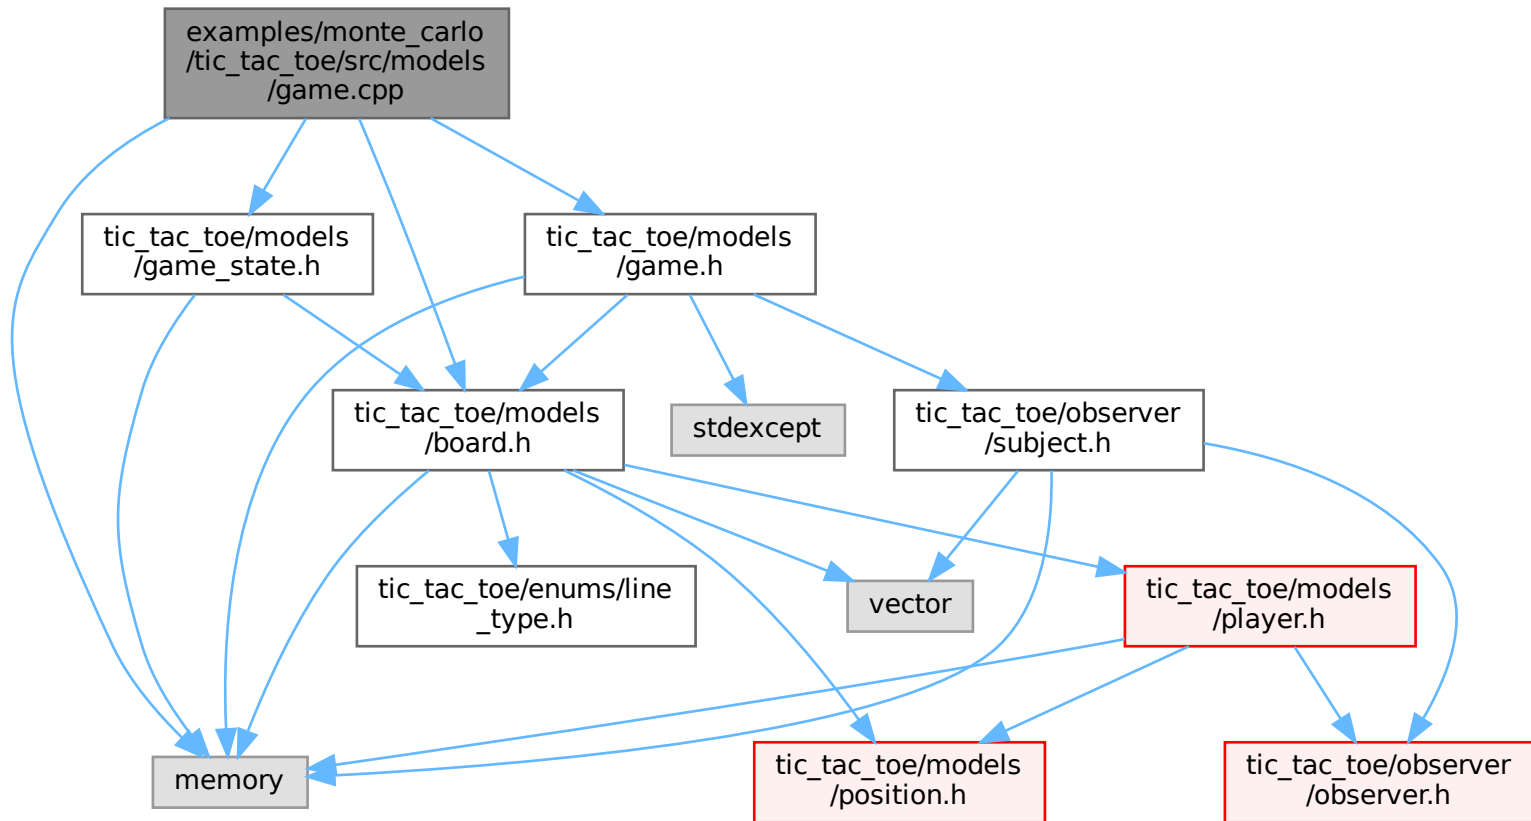 examples/monte_carlo
/tic_tac_toe/src/models
/game.cpp
tic_tac_toe/models
/game_state.h
tic_tac_toe/models
/game.h
tic_tac_toe/models
/board.h
stdexcept
tic_tac_toe/observer
/subject.h
tic_tac_toe/enums/line
_type.h
vector
tic_tac_toe/models
/player.h
memory
tic_tac_toe/models
/position.h
tic_tac_toe/observer
/observer.h